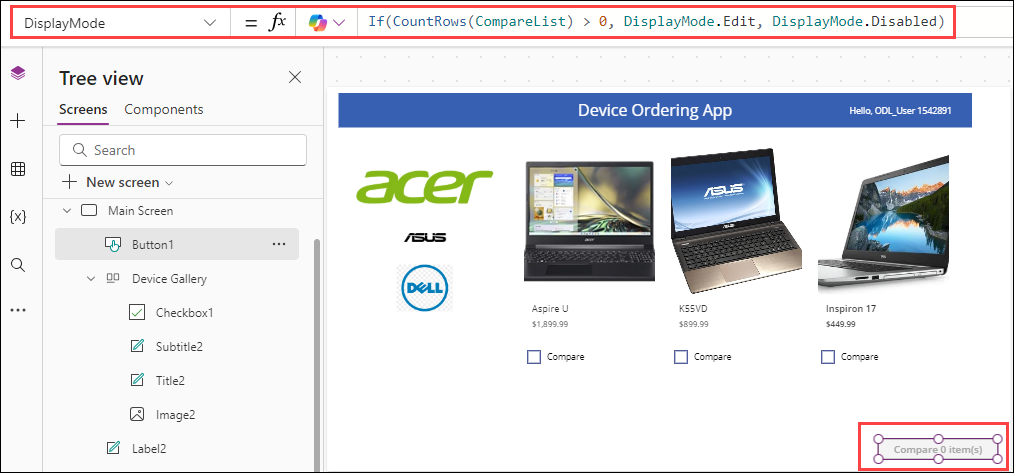 DisplayMode = fx If(CountRows(CompareList) > 0, DisplayMode.Edit, DisplayMode.Disabled)
Tree view
Screens Components
Search
New screen
Main Screen
Button1
Device Gallery
Checkbox1
Subtitle2
Title2
Image2
Label2
{x}
Device Ordering App
Hello, ODL_User 1542891
acer
ASUS
DELL
acer
ASUS
DELL
Aspire U
$1,899.99
Compare
K55VD
$899.99
Compare
Inspiron 17
$449.99
Compare
Compare 0 item(s)